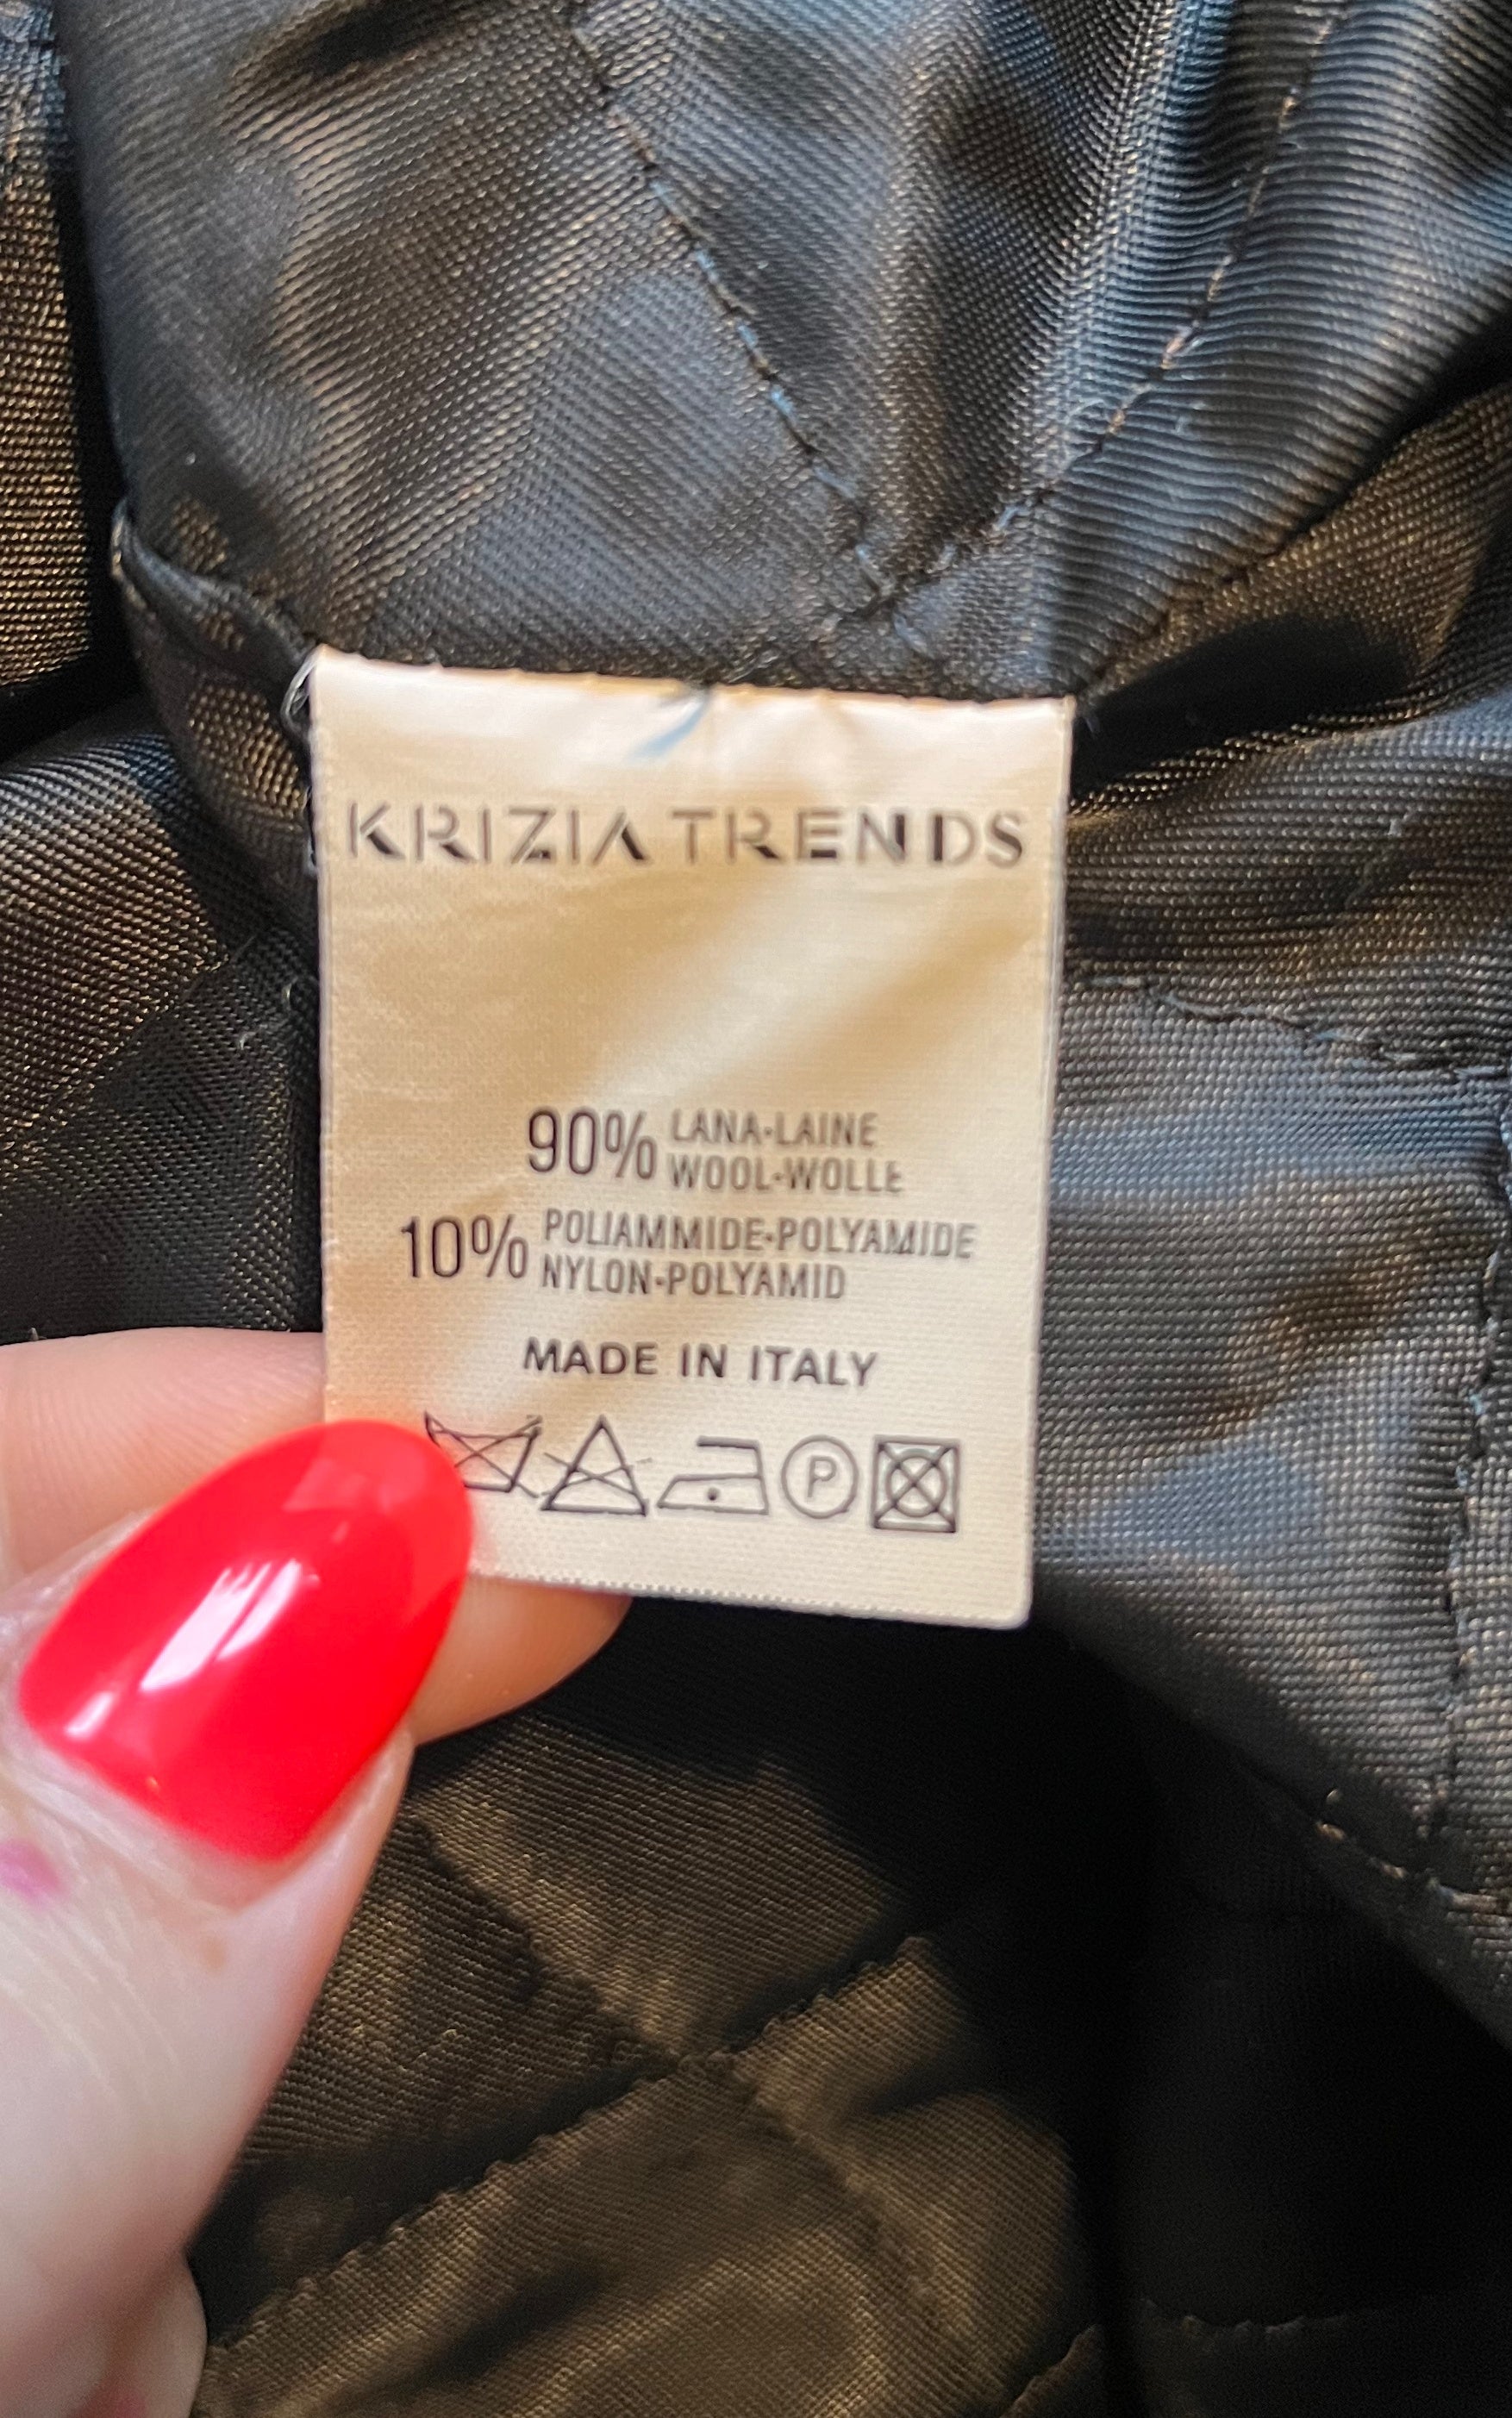 KRIZIA TRENDS
90% LANA-LAINE
WOOL-WOLLE
10% POLIAMMIDE-POLYAMIDE
NYLON-POLYAMID
MADE IN ITALY
P